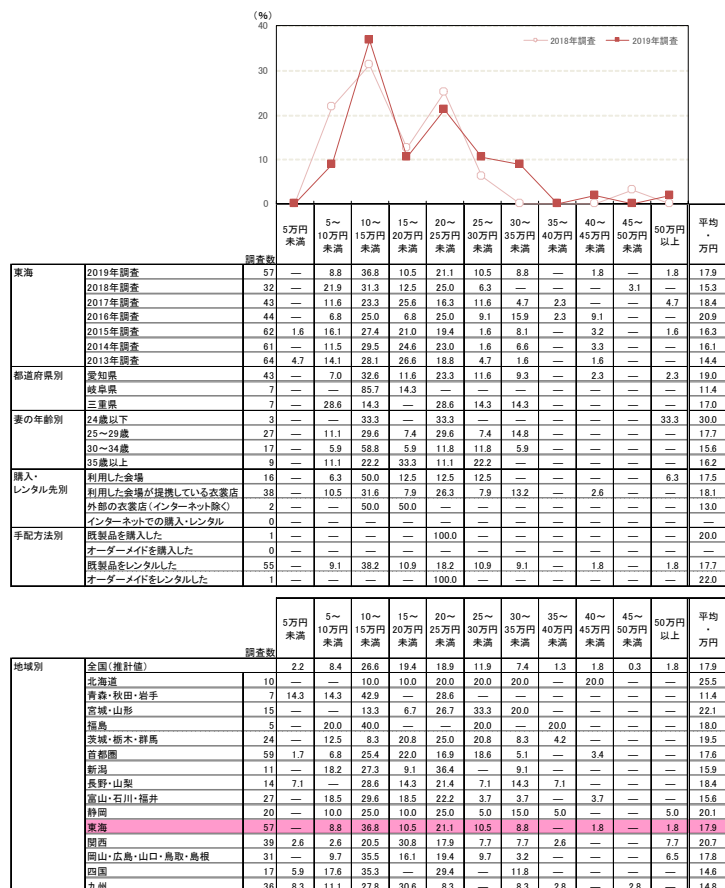 (%)
40
30
20
10
0
2018年調査 2019年調査
調査数 5万円未満 5～10万円未満 10～15万円未満 15～20万円未満 20～25万円未満 25～30万円未満 30～35万円未満 35～40万円未満 40～45万円未満 45～50万円未満 50万円以上 平均・万円
東海 2019年調査 57 — 8.8 36.8 10.5 21.1 10.5 8.8 — 1.8 — 1.8 17.9
2018年調査 32 — 21.9 31.3 12.5 25.0 6.3 — — — 3.1 — 15.3
2017年調査 43 — 11.6 23.3 25.6 16.3 11.6 4.7 2.3 — — 4.7 18.4
2016年調査 44 — 6.8 25.0 6.8 25.0 9.1 15.9 2.3 9.1 — — 20.9
2015年調査 62 1.6 16.1 27.4 21.0 19.4 1.6 8.1 — 3.2 — 1.6 16.3
2014年調査 61 — 11.5 29.5 24.6 23.0 1.6 6.6 — 3.3 — — 16.1
2013年調査 64 4.7 14.1 28.1 26.6 18.8 4.7 1.6 — 1.6 — — 14.4
都道府県別 愛知県 43 — 7.0 32.6 11.6 23.3 11.6 9.3 — 2.3 — 2.3 19.0
岐阜県 7 — — 85.7 14.3 — — — — — — — 11.4
三重県 7 — 28.6 14.3 — 28.6 14.3 14.3 — — — — 17.0
妻の年齢別 24歳以下 3 — — 33.3 — 33.3 — — — — — 33.3 30.0
25～29歳 27 — 11.1 29.6 7.4 29.6 7.4 14.8 — — — — 17.7
30～34歳 17 — 5.9 58.8 5.9 11.8 11.8 5.9 — — — — 15.6
35歳以上 9 — 11.1 22.2 33.3 11.1 22.2 — — — — — 16.2
購入・レンタル先別 利用した会場 16 — 6.3 50.0 12.5 12.5 12.5 — — — — 6.3 17.5
利用した会場が提携している衣裳店 38 — 10.5 31.6 7.9 26.3 7.9 13.2 — 2.6 — — 18.1
外部の衣裳店(インターネット除く) 2 — — 50.0 50.0 — — — — — — — 13.0
インターネットでの購入・レンタル 0 — — — — — — — — — — — —
手配方法別 既製品を購入した 1 — — — — 100.0 — — — — — — 20.0
オーダーメイドを購入した 0 — — — — — — — — — — — —
既製品をレンタルした 55 — 9.1 38.2 10.9 18.2 10.9 9.1 — 1.8 — 1.8 17.7
オーダーメイドをレンタルした 1 — — — — 100.0 — — — — — — 22.0
調査数 5万円未満 5～10万円未満 10～15万円未満 15～20万円未満 20～25万円未満 25～30万円未満 30～35万円未満 35～40万円未満 40～45万円未満 45～50万円未満 50万円以上 平均・万円
地域別 全国(推計値) 2.2 8.4 26.6 19.4 18.9 11.9 7.4 1.3 1.8 0.3 1.8 17.9
北海道 10 — — 10.0 10.0 20.0 20.0 20.0 — 20.0 — — 25.5
青森・秋田・岩手 7 14.3 14.3 42.9 — 28.6 — — — — — — 11.4
宮城・山形 15 — — 13.3 6.7 26.7 33.3 20.0 — — — — 22.1
福島 5 — 20.0 40.0 — — 20.0 — 20.0 — — — 18.0
茨城・栃木・群馬 24 — 12.5 8.3 20.8 25.0 20.8 8.3 4.2 — — — 19.5
首都圏 59 1.7 6.8 25.4 22.0 16.9 18.6 5.1 — 3.4 — — 17.6
新潟 11 — 18.2 27.3 9.1 36.4 — 9.1 — — — — 15.9
長野・山梨 14 7.1 — 28.6 14.3 21.4 7.1 14.3 7.1 — — — 18.4
富山・石川・福井 27 — 18.5 29.6 18.5 22.2 3.7 3.7 — 3.7 — — 15.6
静岡 20 — 10.0 25.0 10.0 25.0 5.0 15.0 5.0 — — 5.0 20.1
東海 57 — 8.8 36.8 10.5 21.1 10.5 8.8 — 1.8 — 1.8 17.9
関西 39 2.6 2.6 20.5 30.8 17.9 7.7 7.7 2.6 — — 7.7 20.7
岡山・広島・山口・鳥取・島根 31 — 9.7 35.5 16.1 19.4 9.7 3.2 — — — 6.5 17.8
四国 17 5.9 17.6 35.3 — 29.4 — 11.8 — — — — 14.6
九州 36 8.3 11.1 27.8 30.6 8.3 — 8.3 2.8 — 2.8 — 14.8